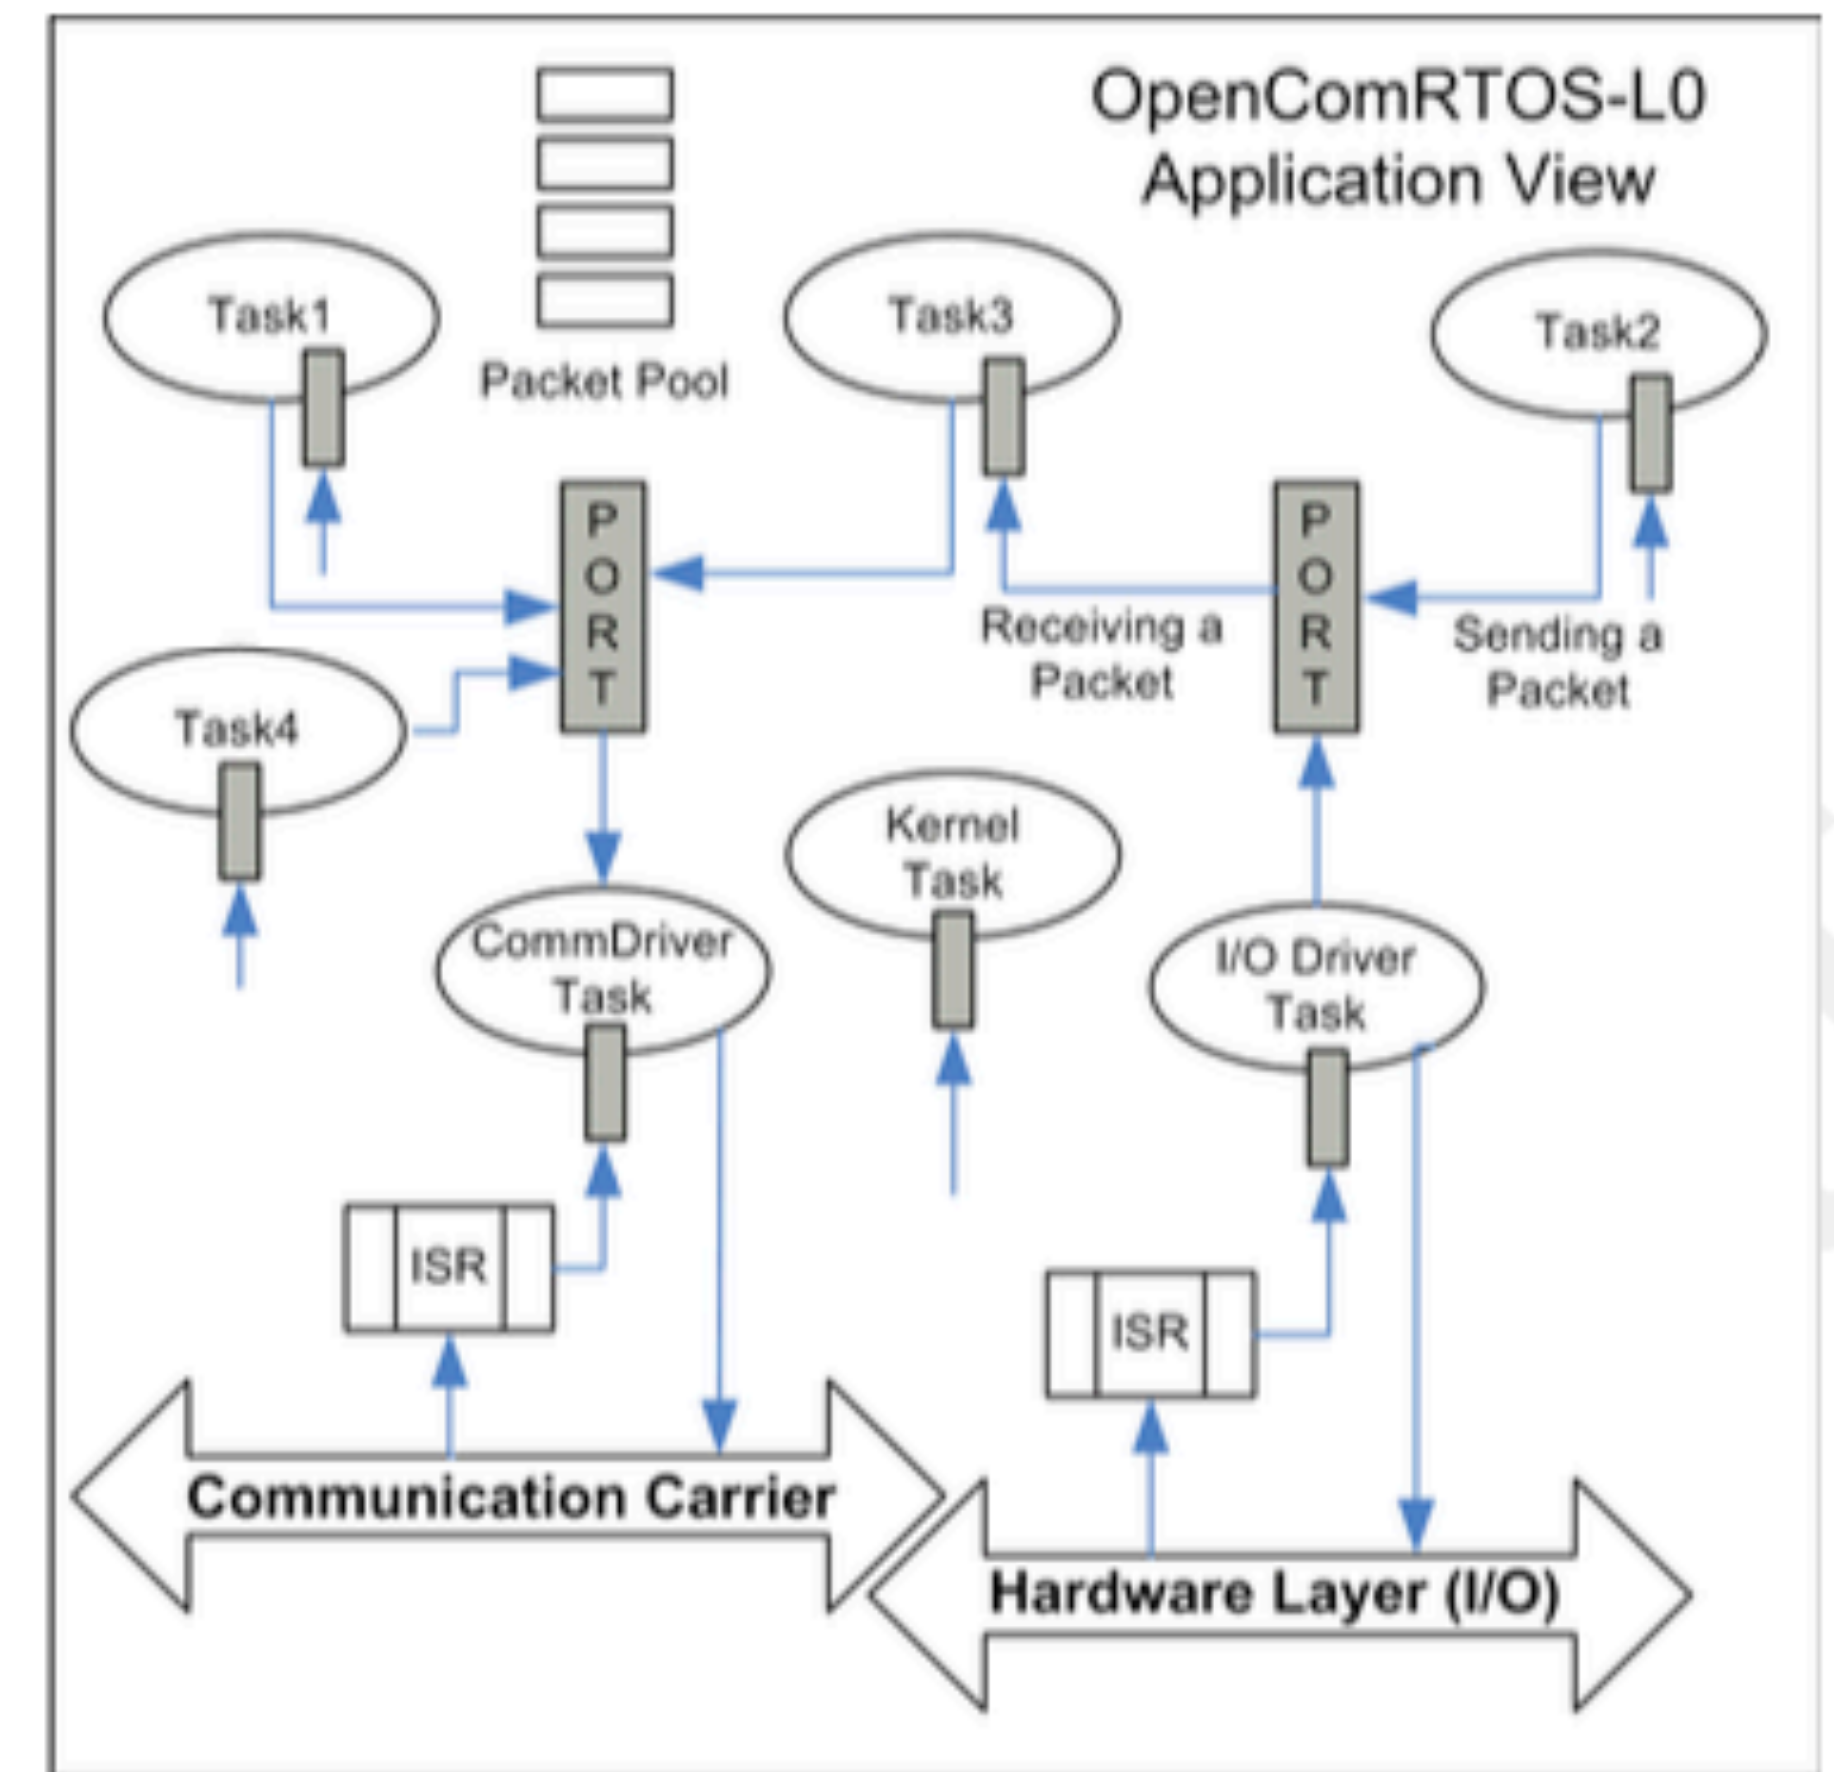 OpenComRTOS-L0
Application View
Task1
Packet Pool
Task3
Task2
P
O
R
T
P
O
R
T
Receiving a
Packet
Sending a
Packet
Task4
Kernel
Task
CommDriver
Task
I/O Driver
Task
ISR
ISR
Communication Carrier
Hardware Layer (I/O)